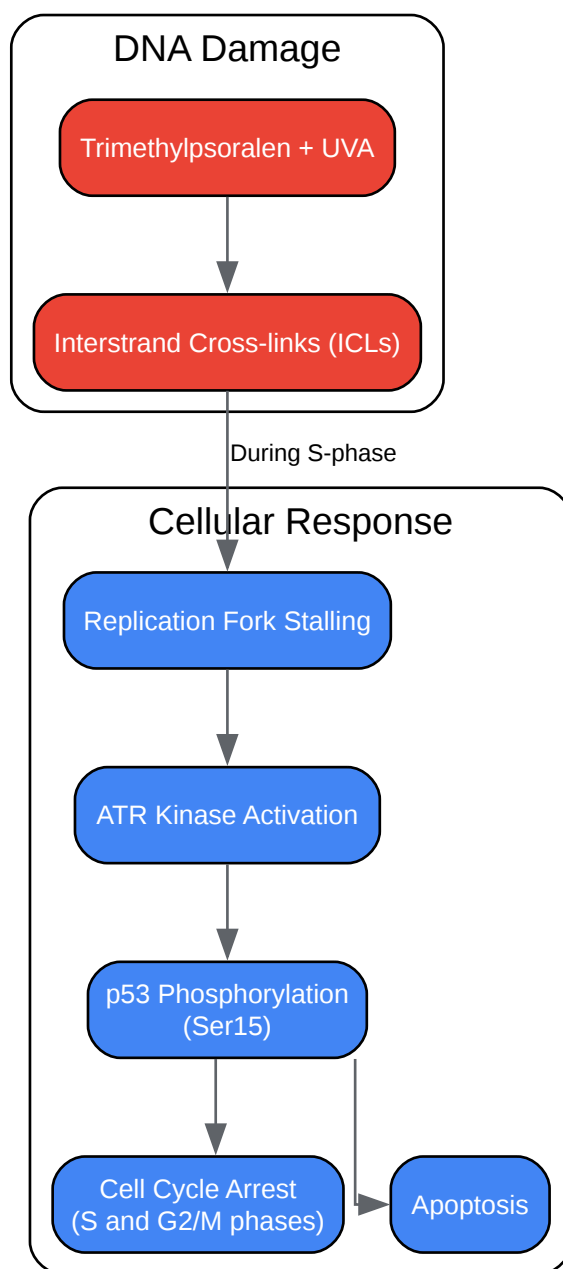 DNA Damage
Trimethylpsoralen + UVA
Interstrand Cross-links (ICLs)
During S-phase
Cellular Response
Replication Fork Stalling
ATR Kinase Activation
p53 Phosphorylation
(Ser15)
Cell Cycle Arrest
(S and G2/M phases)
Apoptosis